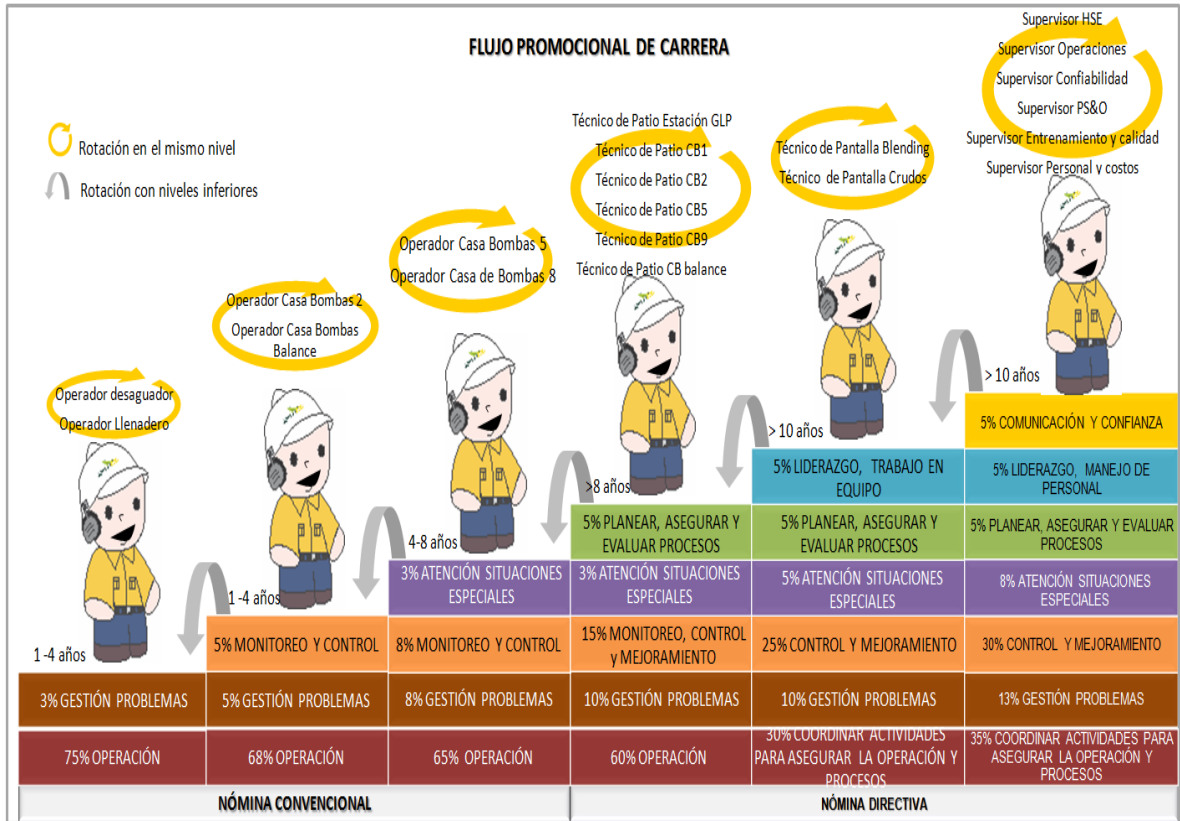 FLUJO PROMOCIONAL DE CARRERA
Rotación en el mismo nivel
Rotación con niveles inferiores
Operador desaguador
Operador Llenadero
1 -4 años
Operador Casa Bombas 2
Operador Casa Bombas
Balance
1 -4 años
Operador Casa Bombas 5
Operador Casa de Bombas 8
4-8 años
Técnico de Patio Estación GLP
Técnico de Patio CB1
Técnico de Patio CB2
Técnico de Patio CB5
Técnico de Patio CB9
Técnico de Patio CB balance
>8 años
Técnico de Pantalla Blending
Técnico de Pantalla Crudos
> 10 años
Supervisor HSE
Supervisor Operaciones
Supervisor Confiabilidad
Supervisor PS&O
Supervisor Entrenamiento y calidad
Supervisor Personal y costos
> 10 años
5% COMUNICACIÓN Y CONFIANZA
5% LIDERAZGO, TRABAJO EN
EQUIPO
5% LIDERAZGO, MANEJO DE
PERSONAL
5% PLANEAR, ASEGURAR Y
EVALUAR PROCESOS
5% PLANEAR, ASEGURAR Y
EVALUAR PROCESOS
5% PLANEAR, ASEGURAR Y EVALUAR
PROCESOS
3% ATENCIÓN SITUACIONES
ESPECIALES
3% ATENCIÓN SITUACIONES
ESPECIALES
5% ATENCIÓN SITUACIONES
ESPECIALES
8% ATENCIÓN SITUACIONES
ESPECIALES
5% MONITOREO Y CONTROL
8% MONITOREO Y CONTROL
15% MONITOREO, CONTROL
y MEJORAMIENTO
25% CONTROL Y MEJORAMIENTO
30% CONTROL Y MEJORAMIENTO
3% GESTIÓN PROBLEMAS
5% GESTIÓN PROBLEMAS
8% GESTIÓN PROBLEMAS
10% GESTIÓN PROBLEMAS
10% GESTIÓN PROBLEMAS
13% GESTIÓN PROBLEMAS
75% OPERACIÓN
68% OPERACIÓN
65% OPERACIÓN
60% OPERACIÓN
30% COORDINAR ACTIVIDADES
PARA ASEGURAR LA OPERACIÓN Y
PROCESOS
35% COORDINAR ACTIVIDADES PARA
ASEGURAR LA OPERACIÓN Y
PROCESOS
NÓMINA CONVENCIONAL
NÓMINA DIRECTIVA